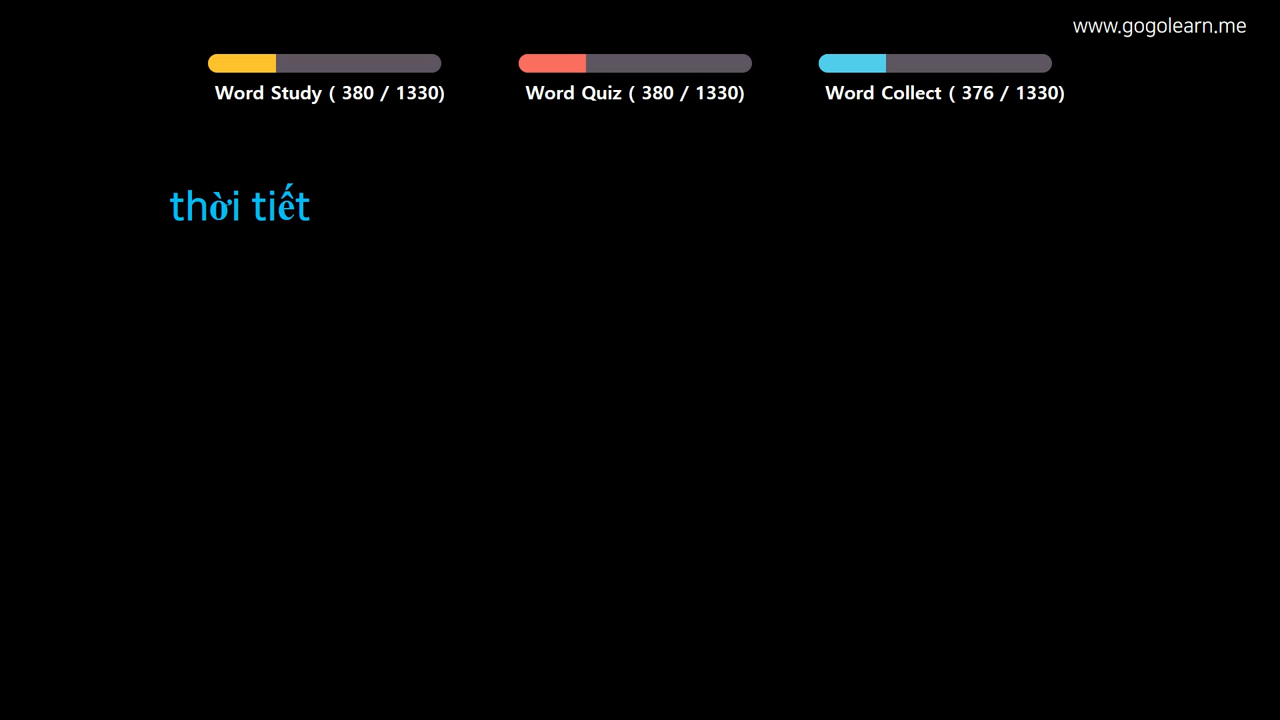 www.gogolearn.me
Word Study ( 380 / 1330)
Word Quiz ( 380 / 1330)
Word Collect ( 376 / 1330)
thời tiết